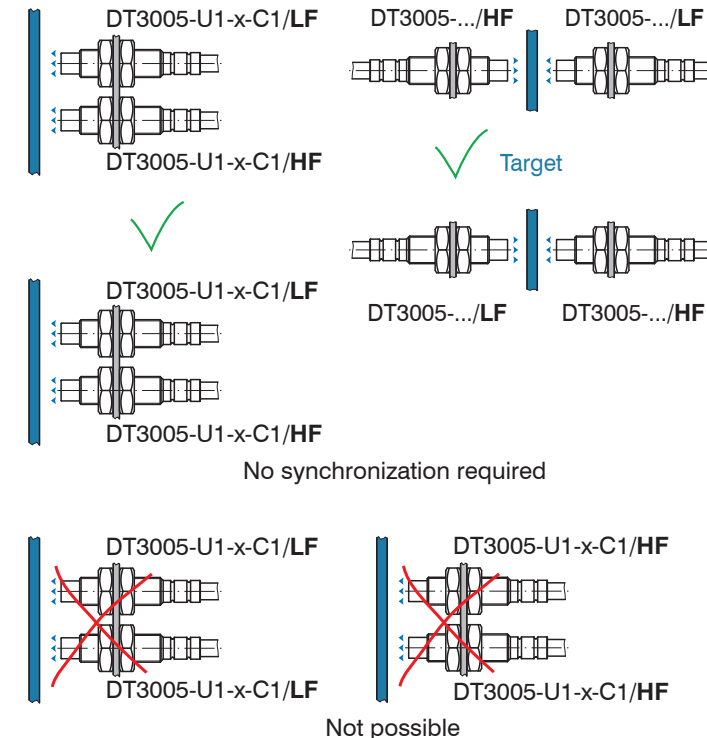 DT3005-U1-x-C1/LF
DT3005-.../HF
DT3005-.../LF
DT3005-U1-x-C1/HF
Target
DT3005-U1-x-C1/LF
DT3005-.../LF
DT3005-.../HF
DT3005-U1-x-C1/HF
No synchronization required
DT3005-U1-x-C1/LF
DT3005-U1-x-C1/HF
DT3005-U1-x-C1/LF
DT3005-U1-x-C1/HF
Not possible